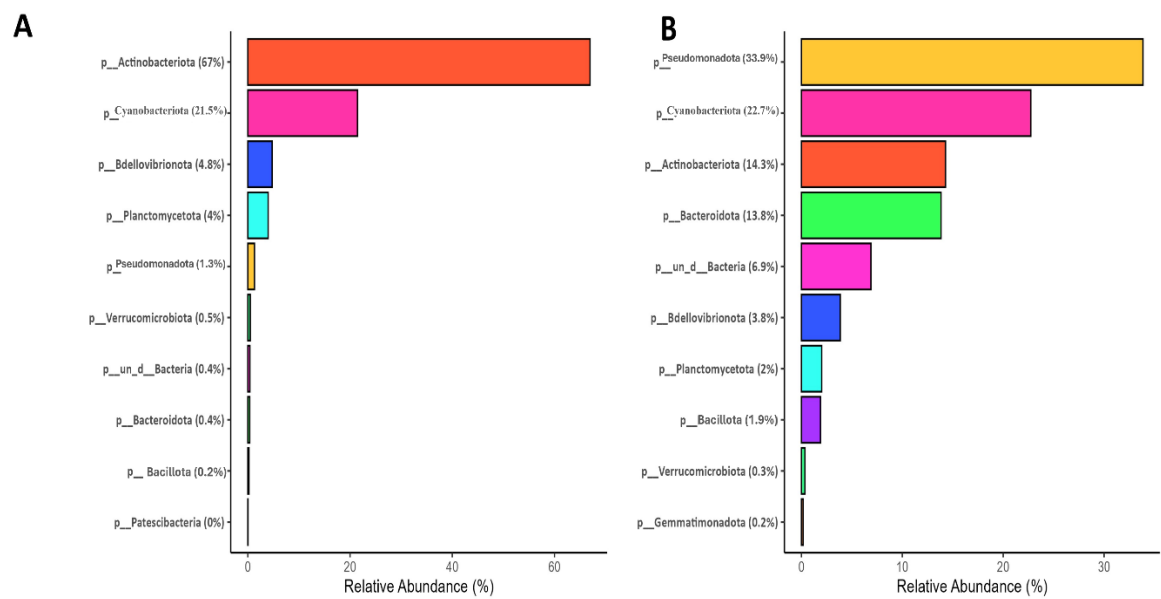 A
p__Actinobacteriota (67%)
p__Cyanobacteriota (21.5%)
p__Bdellovibrionota (4.8%)
p__Planctomycetota (4%)
p__Pseudomonadota (1.3%)
p__Verrucomicrobiota (0.5%)
p__un_d__Bacteria (0.4%)
p__Bacteroidota (0.4%)
p__ Bacillota (0.2%)
p__Patescibacteria (0%)
0 20 40 60
Relative Abundance (%)
B
p__Pseudomonadota (33.9%)
p__Cyanobacteriota (22.7%)
p__Actinobacteriota (14.3%)
p__Bacteroidota (13.8%)
p__un_d__Bacteria (6.9%)
p__Bdellovibrionota (3.8%)
p__Planctomycetota (2%)
p__Bacillota (1.9%)
p__Verrucomicrobiota (0.3%)
p__Gemmatimonadota (0.2%)
0 10 20 30
Relative Abundance (%)